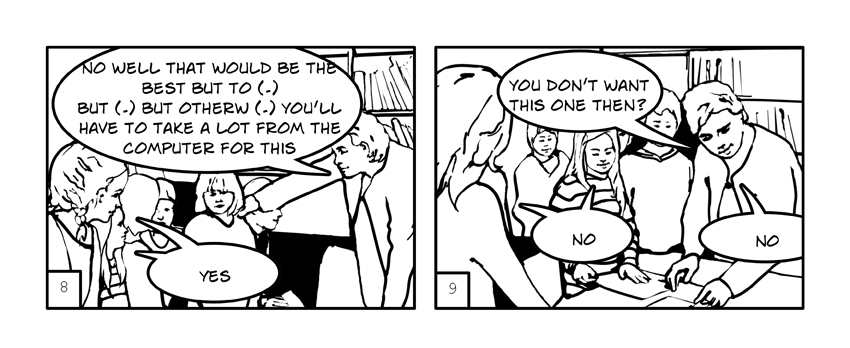 NO WELL THAT WOULD BE THE
BEST BUT TO (.)
BUT (.) BUT OTHERW (.) YOU'LL
HAVE TO TAKE A LOT FROM THE
COMPUTER FOR THIS
YES
8
YOU DON'T WANT
THIS ONE THEN?
NO
NO
9